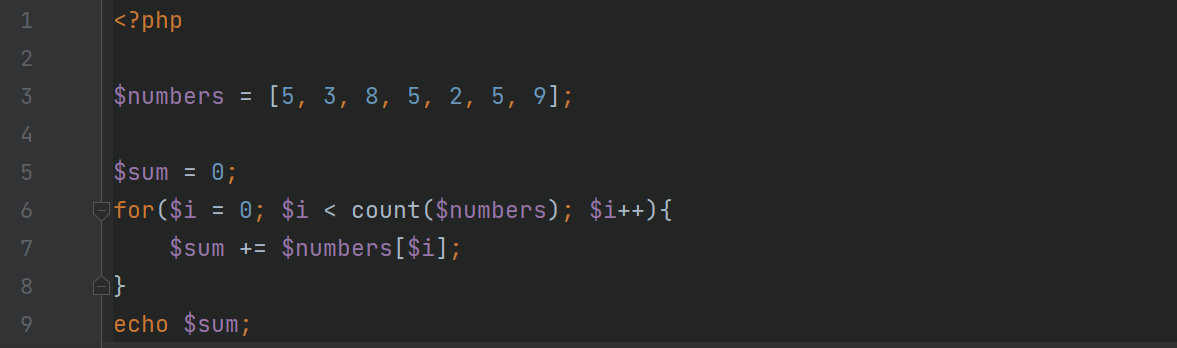 1 <?php
2
3 $numbers = [5, 3, 8, 5, 2, 5, 9];
4
5 $sum = 0;
6 for($i = 0; $i < count($numbers); $i++){
7     $sum += $numbers[$i];
8 }
9 echo $sum;